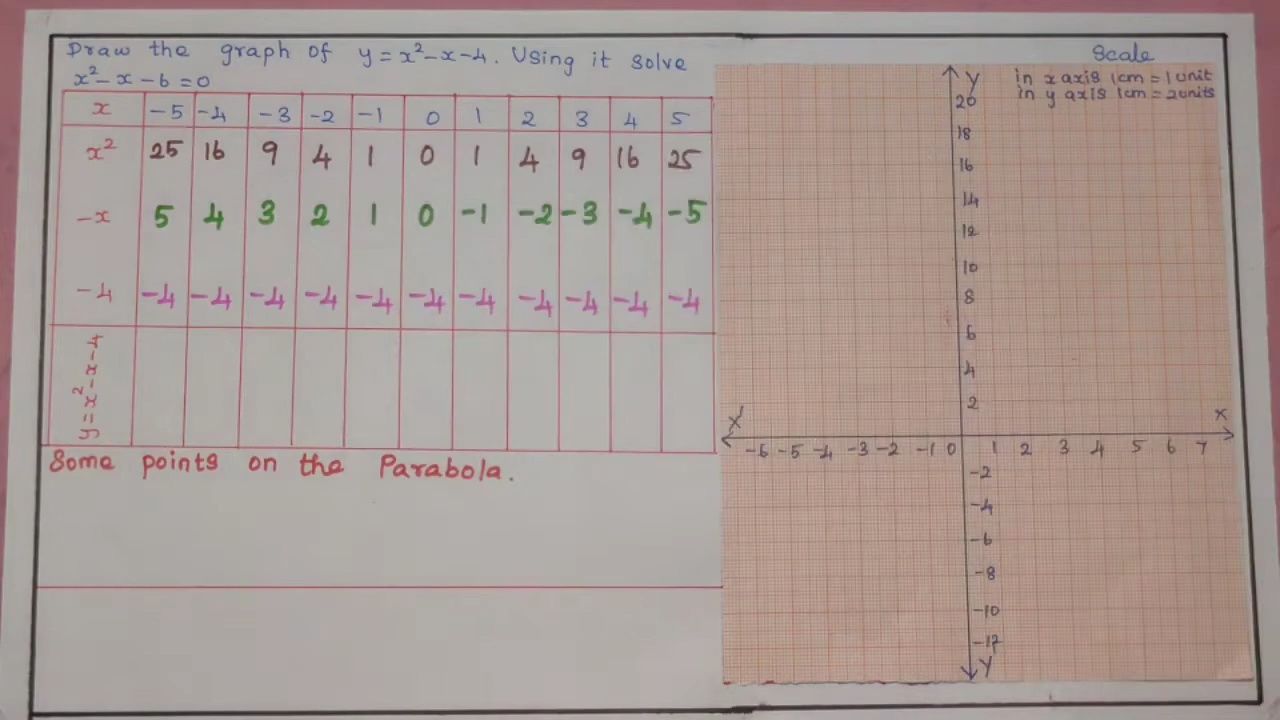 Draw the graph of y = x² - x - 4. Using it solve
x² - x - 6 = 0
x -5 -4 -3 -2 -1 0 1 2 3 4 5
x² 25 16 9 4 1 0 1 4 9 16 25
-x 5 4 3 2 1 0 -1 -2 -3 -4 -5
-4 -4 -4 -4 -4 -4 -4 -4 -4 -4 -4 -4
y = x² - x - 4
Some points on the Parabola.
Scale
in x axis 1cm = 1 unit
in y axis 1cm = 2 units
Y
20
18
16
14
12
10
8
6
4
2
X' X
-6 -5 -4 -3 -2 -1 0 1 2 3 4 5 6 7
-2
-4
-6
-8
-10
-12
Y